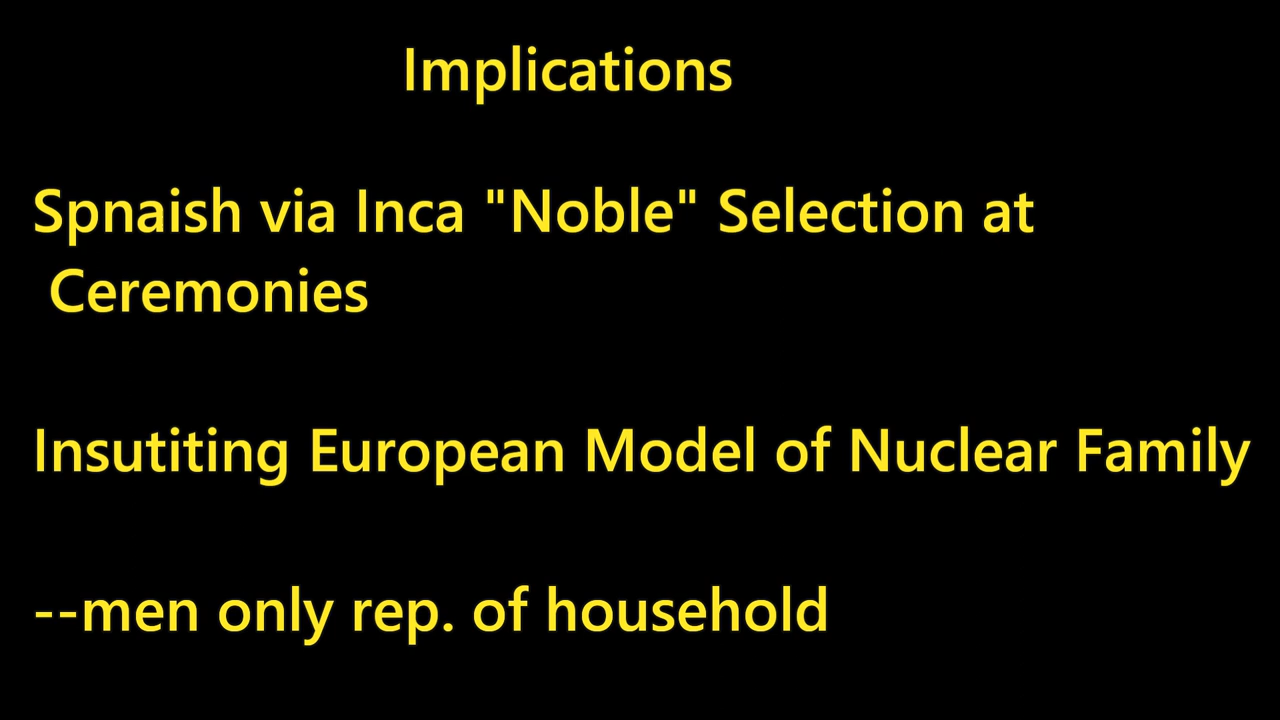 Implications
Spnaish via Inca "Noble" Selection at
Ceremonies
Insutiting European Model of Nuclear Family
--men only rep. of household